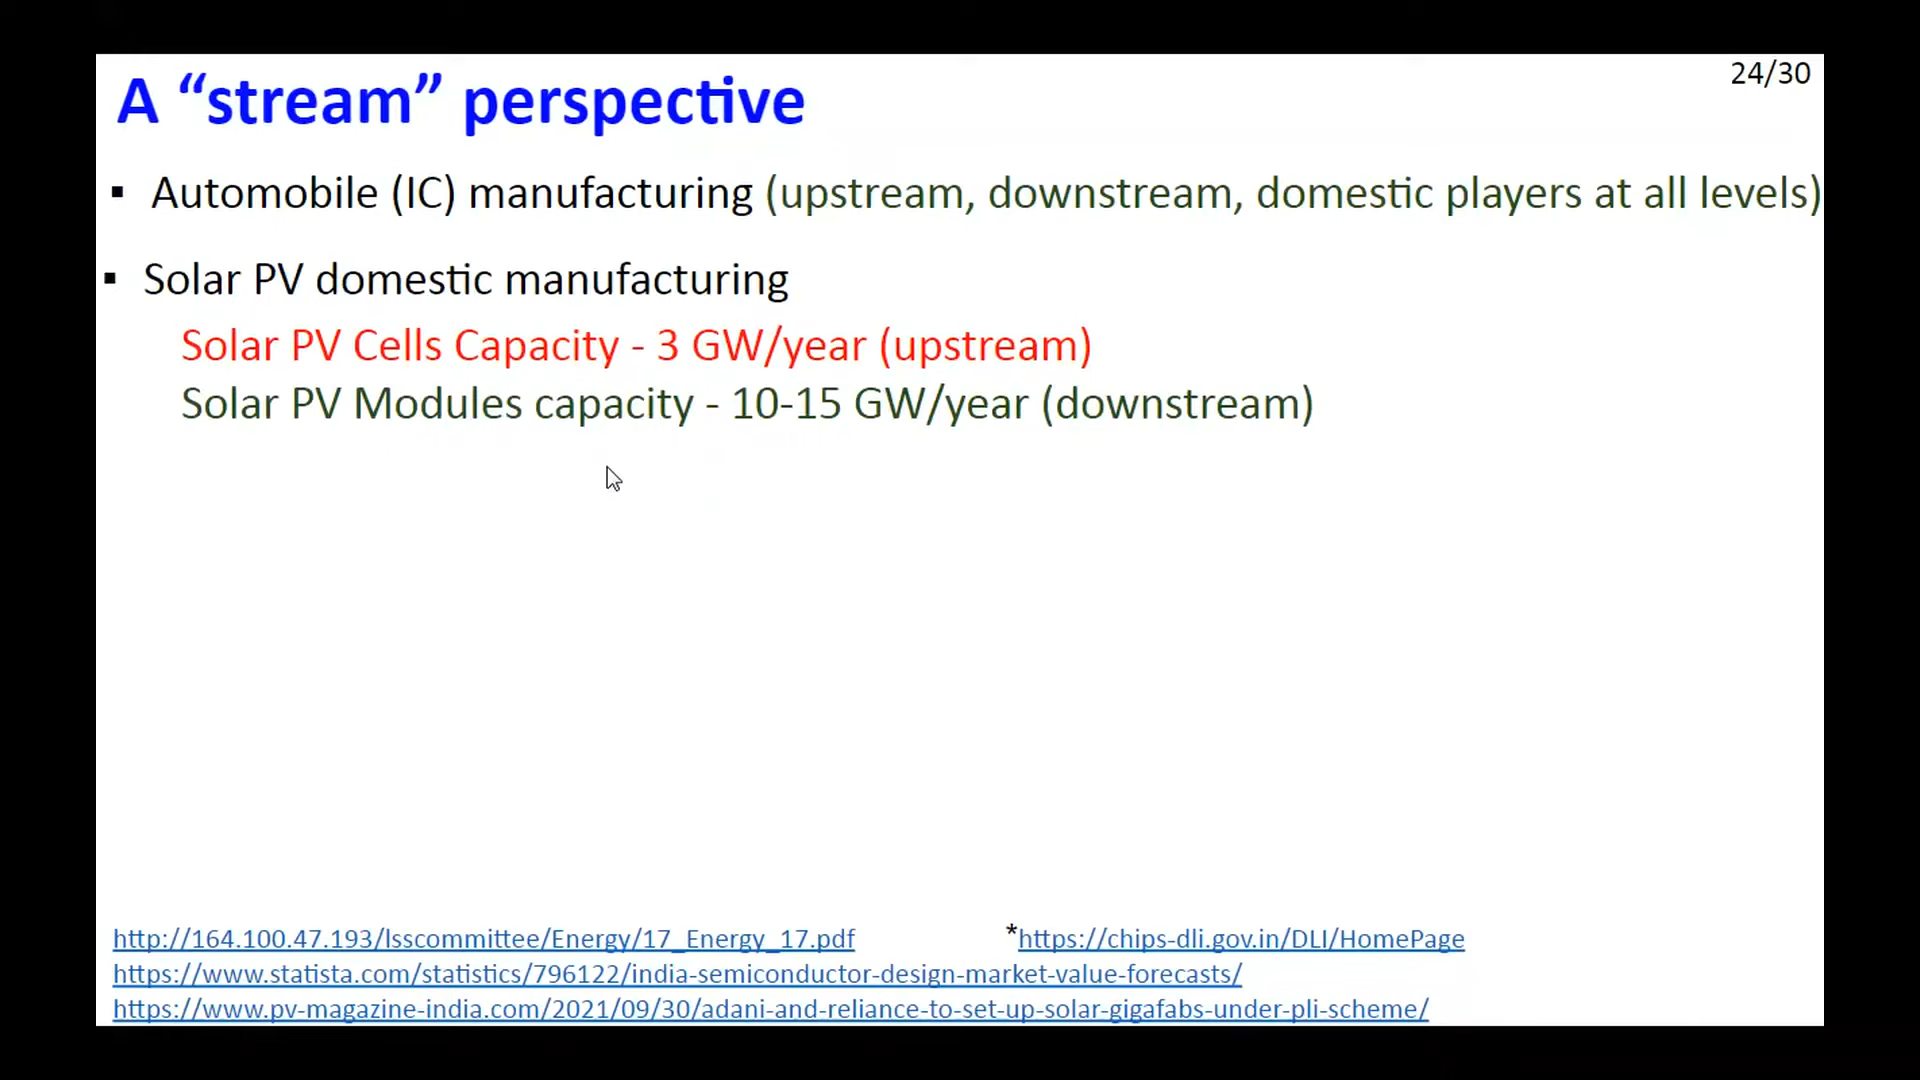 24/30
A “stream” perspective
▪ Automobile (IC) manufacturing (upstream, downstream, domestic players at all levels)
▪ Solar PV domestic manufacturing
Solar PV Cells Capacity - 3 GW/year (upstream)
Solar PV Modules capacity - 10-15 GW/year (downstream)
http://164.100.47.193/lsscommittee/Energy/17_Energy_17.pdf
*https://chips-dli.gov.in/DLI/HomePage
https://www.statista.com/statistics/796122/india-semiconductor-design-market-value-forecasts/
https://www.pv-magazine-india.com/2021/09/30/adani-and-reliance-to-set-up-solar-gigafabs-under-pli-scheme/